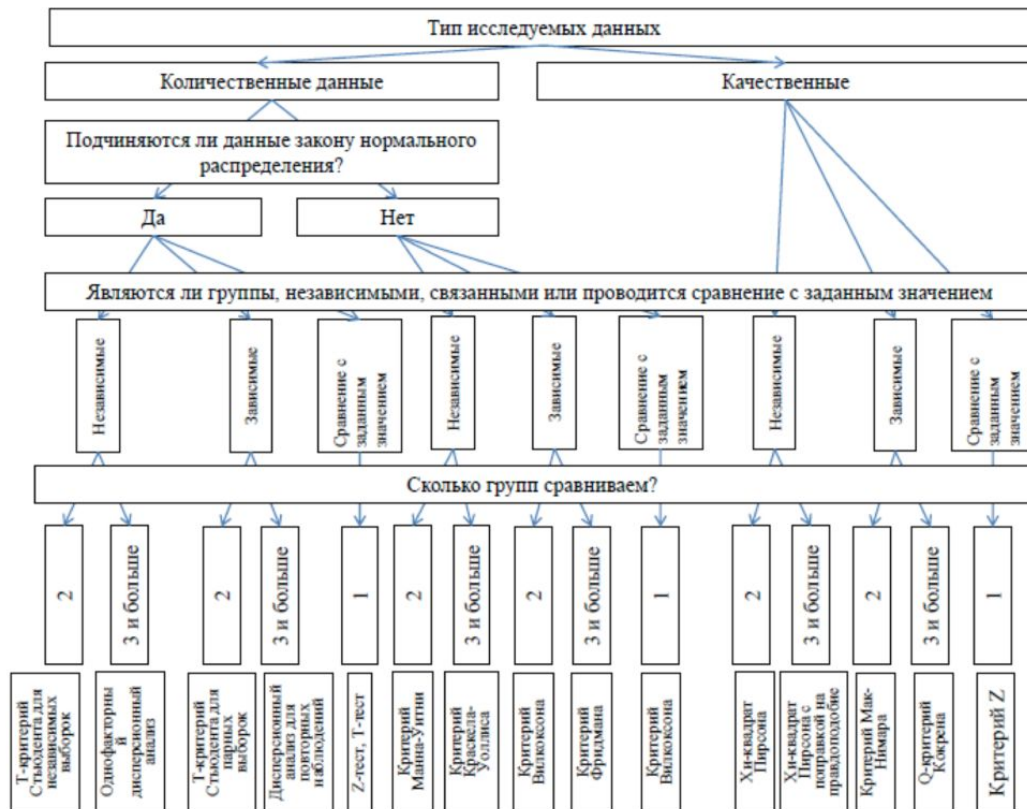 Тип исследуемых данных
Количественные данные
Качественные
Подчиняются ли данные закону нормального
распределения?
Да
Нет
Являются ли группы, независимыми, связанными или проводится сравнение с заданным значением
Независимые
Зависимые
Сравнение с
заданным
значением
Независимые
Зависимые
Сравнение с
заданным
значением
Независимые
Зависимые
Сравнение с
заданным
значением
Сколько групп сравниваем?
2
3 и больше
2
3 и больше
1
2
3 и больше
2
3 и больше
1
2
3 и больше
2
3 и больше
1
Т-критерий
Стьюдента для
независимых
выборок
Однофакторны
й
дисперсионный
анализ
Т-критерий
Стьюдента для
парных
выборок
Дисперсионный
анализ для
повторных
наблюдений
Z-тест, Т-тест
Критерий
Манна-Уитни
Критерий
Краскела-
Уоллиса
Критерий
Вилкоксона
Критерий
Фридмана
Критерий
Вилкоксона
Хи-квадрат
Пирсона
Хи-квадрат
Пирсона с
поправкой на
правдоподобие
Критерий Мак-
Нимара
Q-критерий
Кокрена
Критерий Z